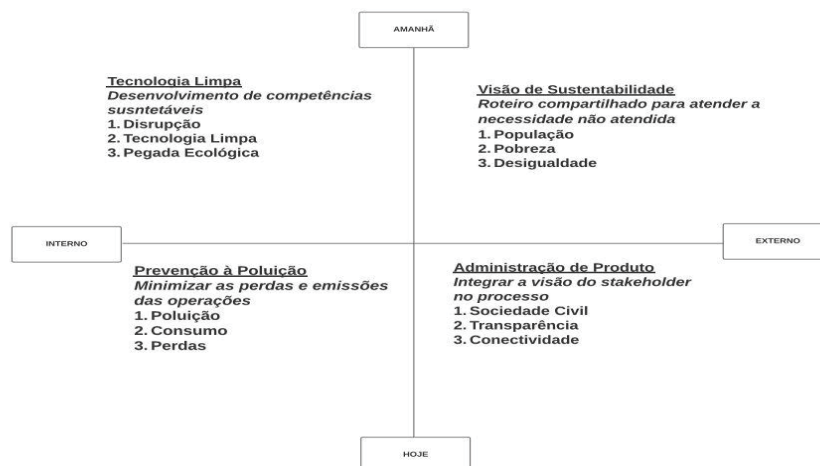 AMANHÃ
Tecnologia Limpa
Desenvolvimento de competências
susntetáveis
1. Disrupção
2. Tecnologia Limpa
3. Pegada Ecológica
Visão de Sustentabilidade
Roteiro compartilhado para atender a
necessidade não atendida
1. População
2. Pobreza
3. Desigualdade
INTERNO
EXTERNO
Prevenção à Poluição
Minimizar as perdas e emissões
das operações
1. Poluição
2. Consumo
3. Perdas
Administração de Produto
Integrar a visão do stakeholder
no processo
1. Sociedade Civil
2. Transparência
3. Conectividade
HOJE